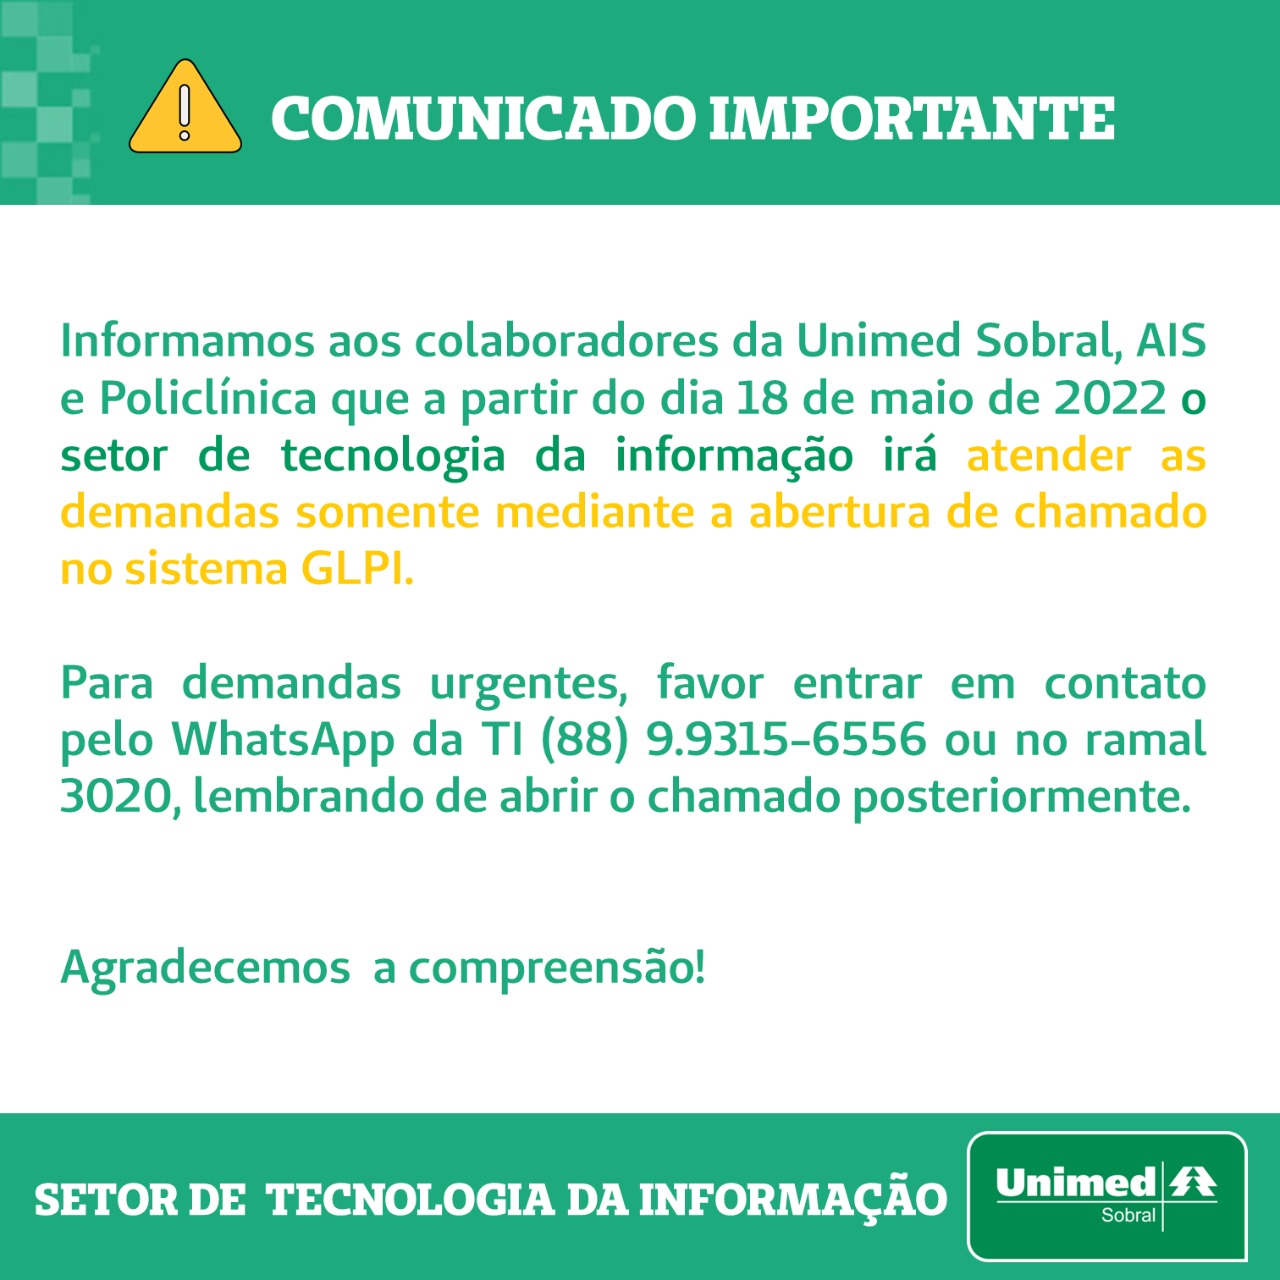 COMUNICADO IMPORTANTE
Informamos aos colaboradores da Unimed Sobral, AIS
e Policlínica que a partir do dia 18 de maio de 2022 o
setor de tecnologia da informação irá atender as
demandas somente mediante a abertura de chamado
no sistema GLPI.
Para demandas urgentes, favor entrar em contato
pelo WhatsApp da TI (88) 9.9315-6556 ou no ramal
3020, lembrando de abrir o chamado posteriormente.
Agradecemos a compreensão!
SETOR DE TECNOLOGIA DA INFORMAÇÃO
Unimed
Sobral